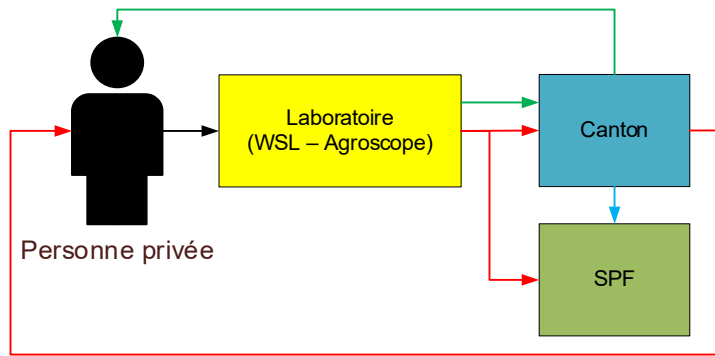 Laboratoire
(WSL – Agroscope)
Canton
Personne privée
SPF